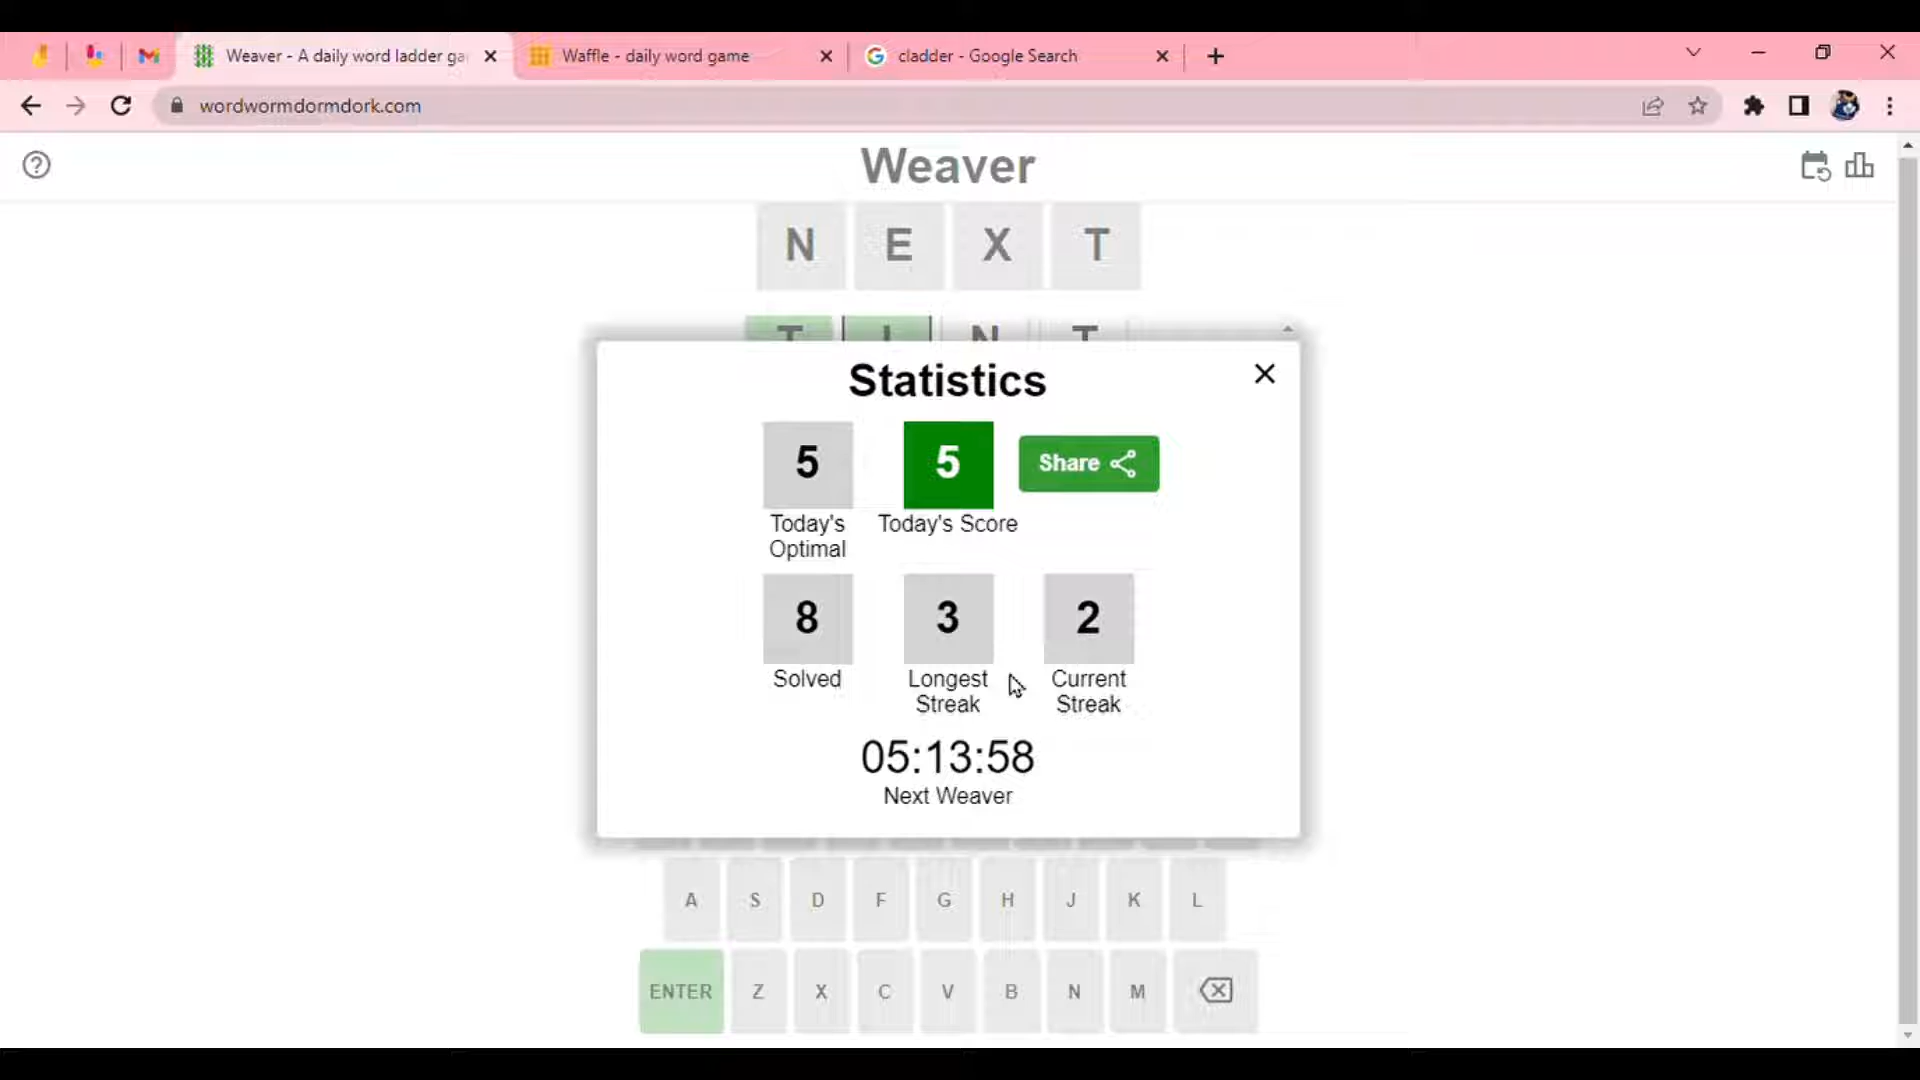 Weaver - A daily word ladder ga
Waffle - daily word game
cladder - Google Search
wordwormdormdork.com
Weaver
N E X T
T I N T
Statistics
5 5 Share
Today's Optimal
Today's Score
8 3 2
Solved
Longest Streak
Current Streak
05:13:58
Next Weaver
A S D F G H J K L
ENTER Z X C V B N M